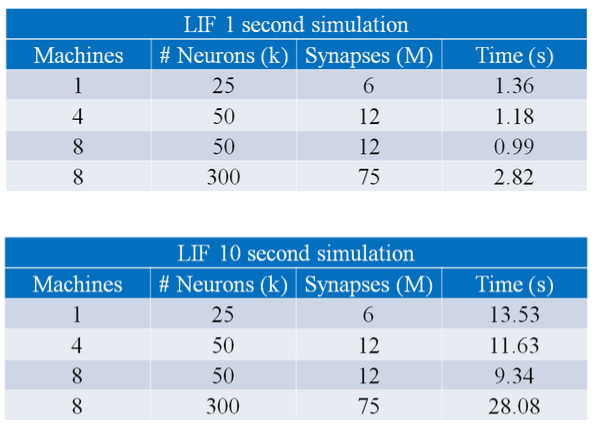 LIF 1 second simulation
Machines # Neurons (k) Synapses (M) Time (s)
1 25 6 1.36
4 50 12 1.18
8 50 12 0.99
8 300 75 2.82
LIF 10 second simulation
Machines # Neurons (k) Synapses (M) Time (s)
1 25 6 13.53
4 50 12 11.63
8 50 12 9.34
8 300 75 28.08